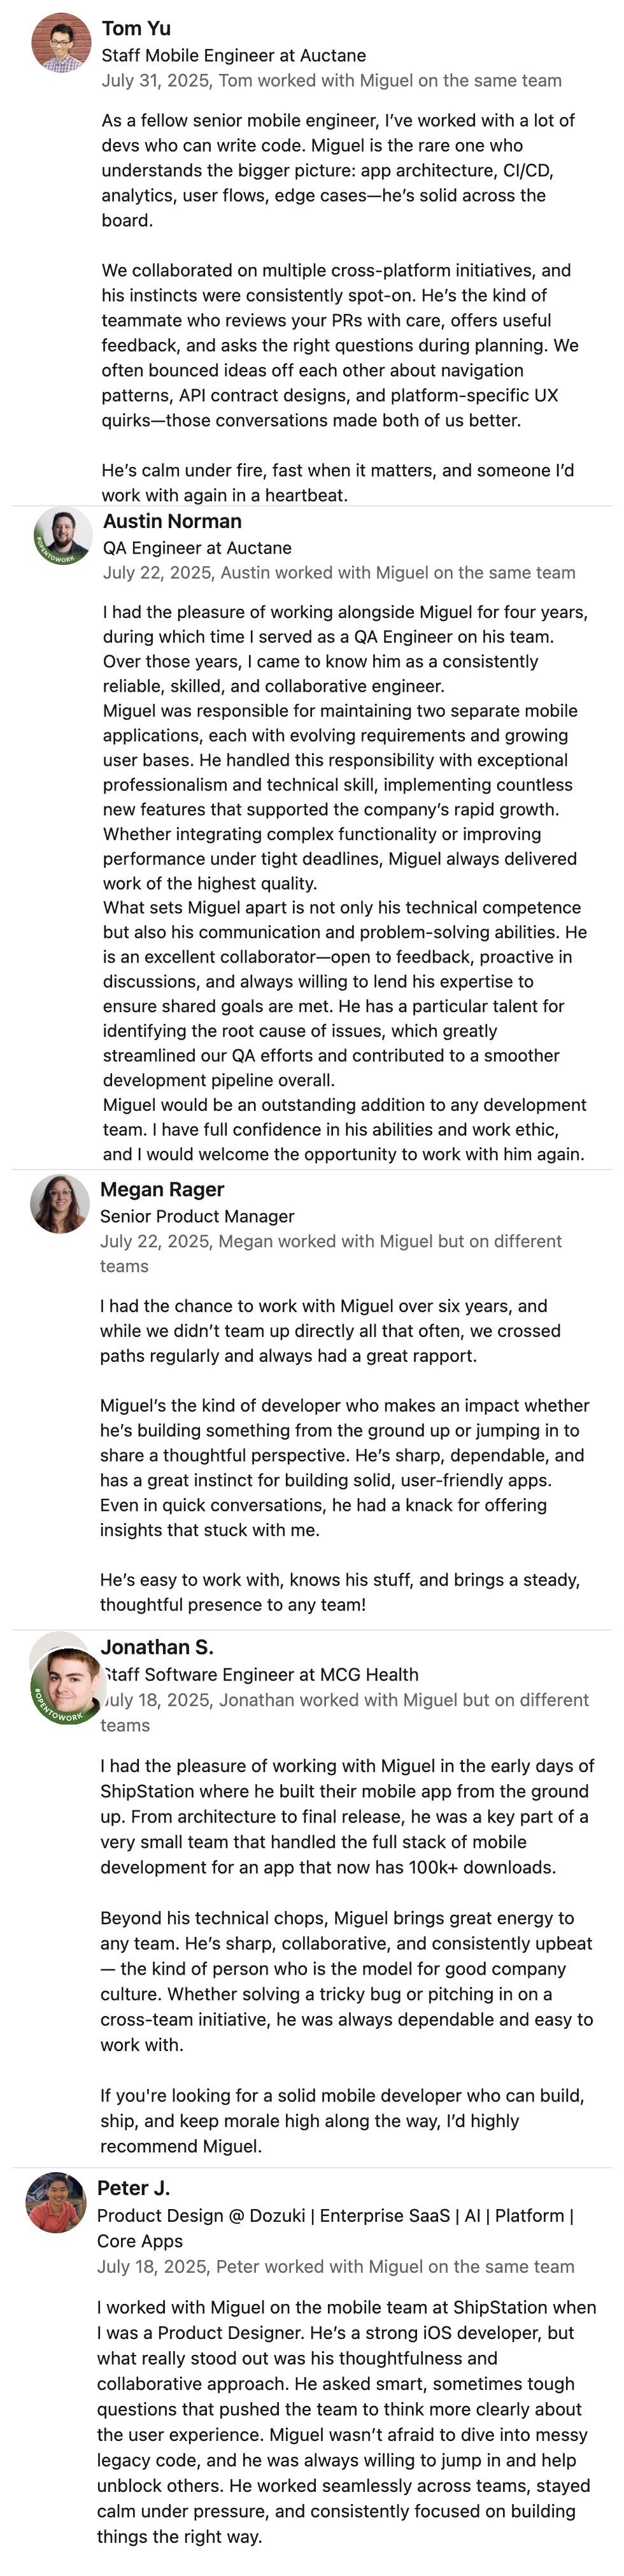 Tom Yu
Staff Mobile Engineer at Auctane
July 31, 2025, Tom worked with Miguel on the same team
As a fellow senior mobile engineer, I’ve worked with a lot of
devs who can write code. Miguel is the rare one who
understands the bigger picture: app architecture, CI/CD,
analytics, user flows, edge cases—he’s solid across the
board.
We collaborated on multiple cross-platform initiatives, and
his instincts were consistently spot-on. He’s the kind of
teammate who reviews your PRs with care, offers useful
feedback, and asks the right questions during planning. We
often bounced ideas off each other about navigation
patterns, API contract designs, and platform-specific UX
quirks—those conversations made both of us better.
He’s calm under fire, fast when it matters, and someone I’d
work with again in a heartbeat.
#OPENTOWORK
Austin Norman
QA Engineer at Auctane
July 22, 2025, Austin worked with Miguel on the same team
I had the pleasure of working alongside Miguel for four years,
during which time I served as a QA Engineer on his team.
Over those years, I came to know him as a consistently
reliable, skilled, and collaborative engineer.
Miguel was responsible for maintaining two separate mobile
applications, each with evolving requirements and growing
user bases. He handled this responsibility with exceptional
professionalism and technical skill, implementing countless
new features that supported the company’s rapid growth.
Whether integrating complex functionality or improving
performance under tight deadlines, Miguel always delivered
work of the highest quality.
What sets Miguel apart is not only his technical competence
but also his communication and problem-solving abilities. He
is an excellent collaborator—open to feedback, proactive in
discussions, and always willing to lend his expertise to
ensure shared goals are met. He has a particular talent for
identifying the root cause of issues, which greatly
streamlined our QA efforts and contributed to a smoother
development pipeline overall.
Miguel would be an outstanding addition to any development
team. I have full confidence in his abilities and work ethic,
and I would welcome the opportunity to work with him again.
Megan Rager
Senior Product Manager
July 22, 2025, Megan worked with Miguel but on different
teams
I had the chance to work with Miguel over six years, and
while we didn’t team up directly all that often, we crossed
paths regularly and always had a great rapport.
Miguel’s the kind of developer who makes an impact whether
he’s building something from the ground up or jumping in to
share a thoughtful perspective. He’s sharp, dependable, and
has a great instinct for building solid, user-friendly apps.
Even in quick conversations, he had a knack for offering
insights that stuck with me.
He’s easy to work with, knows his stuff, and brings a steady,
thoughtful presence to any team!
#OPENTOWORK
Jonathan S.
Staff Software Engineer at MCG Health
July 18, 2025, Jonathan worked with Miguel but on different
teams
I had the pleasure of working with Miguel in the early days of
ShipStation where he built their mobile app from the ground
up. From architecture to final release, he was a key part of a
very small team that handled the full stack of mobile
development for an app that now has 100k+ downloads.
Beyond his technical chops, Miguel brings great energy to
any team. He’s sharp, collaborative, and consistently upbeat
— the kind of person who is the model for good company
culture. Whether solving a tricky bug or pitching in on a
cross-team initiative, he was always dependable and easy to
work with.
If you're looking for a solid mobile developer who can build,
ship, and keep morale high along the way, I’d highly
recommend Miguel.
Peter J.
Product Design @ Dozuki | Enterprise SaaS | AI | Platform |
Core Apps
July 18, 2025, Peter worked with Miguel on the same team
I worked with Miguel on the mobile team at ShipStation when
I was a Product Designer. He’s a strong iOS developer, but
what really stood out was his thoughtfulness and
collaborative approach. He asked smart, sometimes tough
questions that pushed the team to think more clearly about
the user experience. Miguel wasn’t afraid to dive into messy
legacy code, and he was always willing to jump in and help
unblock others. He worked seamlessly across teams, stayed
calm under pressure, and consistently focused on building
things the right way.